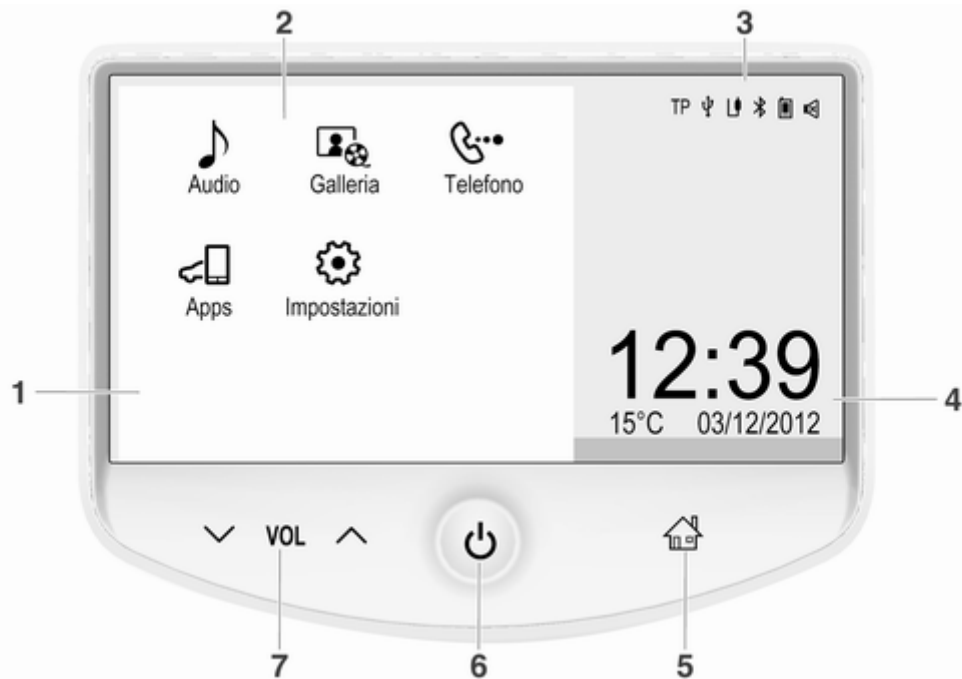 2 3
TP
Audio Galleria Telefono
Apps Impostazioni
12:39
1 4
15°C 03/12/2012
VOL
7 6 5